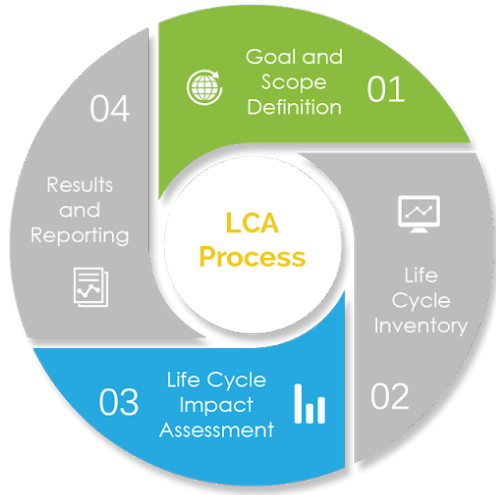 LCA
Process
Goal and
Scope
Definition
01
Life
Cycle
Inventory
02
03
Life Cycle
Impact
Assessment
04
Results
and
Reporting